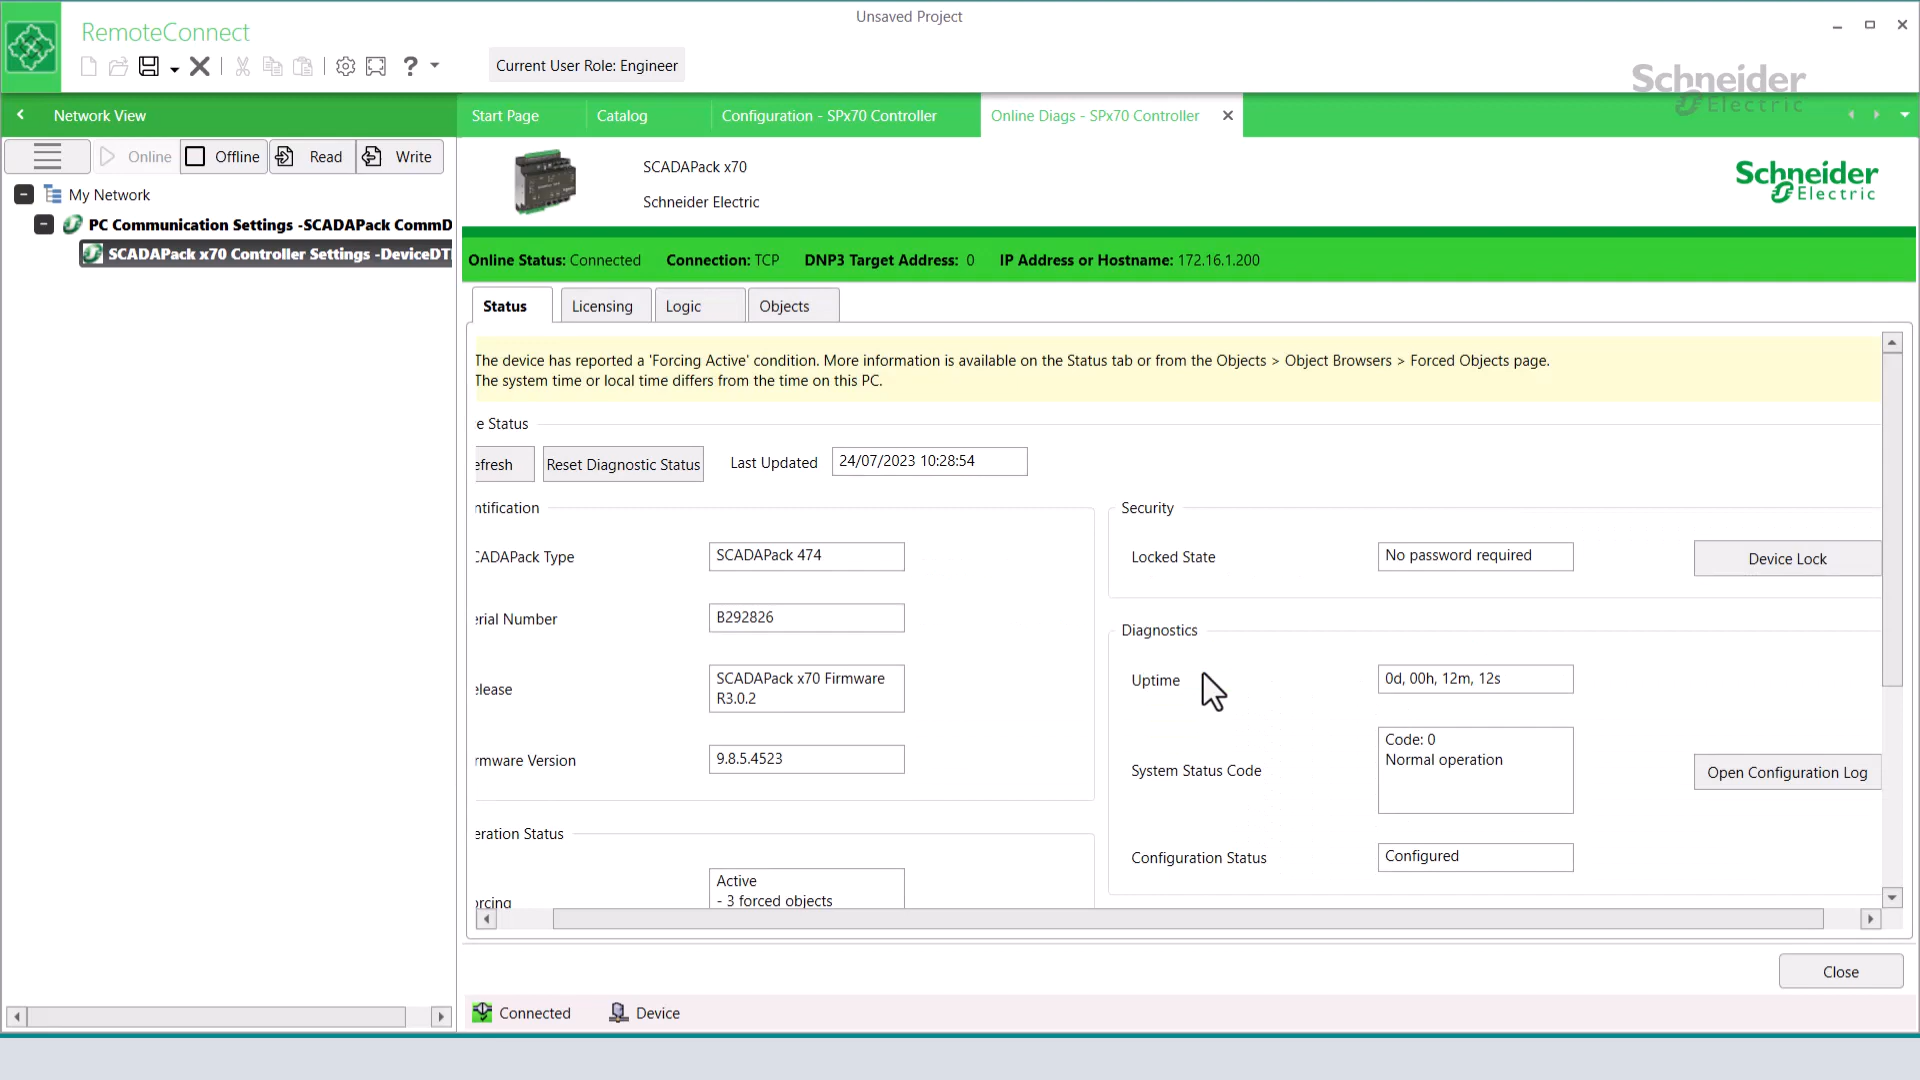 Unsaved Project
RemoteConnect
?
Current User Role: Engineer
Schneider
Electric
Network View
Start Page
Catalog
Configuration - SPx70 Controller
Online Diags - SPx70 Controller
Online
Offline
Read
Write
My Network
PC Communication Settings -SCADAPack CommD
SCADAPack x70 Controller Settings -DeviceDT
SCADAPack x70
Schneider Electric
Schneider
Electric
Online Status: Connected
Connection: TCP
DNP3 Target Address: 0
IP Address or Hostname: 172.16.1.200
Status
Licensing
Logic
Objects
The device has reported a 'Forcing Active' condition. More information is available on the Status tab or from the Objects > Object Browsers > Forced Objects page.
The system time or local time differs from the time on this PC.
e Status
efresh
Reset Diagnostic Status
Last Updated
24/07/2023 10:28:54
ntification
CADAPack Type
SCADAPack 474
erial Number
B292826
elease
SCADAPack x70 Firmware
R3.0.2
rmware Version
9.8.5.4523
eration Status
orcing
Active
- 3 forced objects
Security
Locked State
No password required
Device Lock
Diagnostics
Uptime
0d, 00h, 12m, 12s
System Status Code
Code: 0
Normal operation
Open Configuration Log
Configuration Status
Configured
Close
Connected
Device